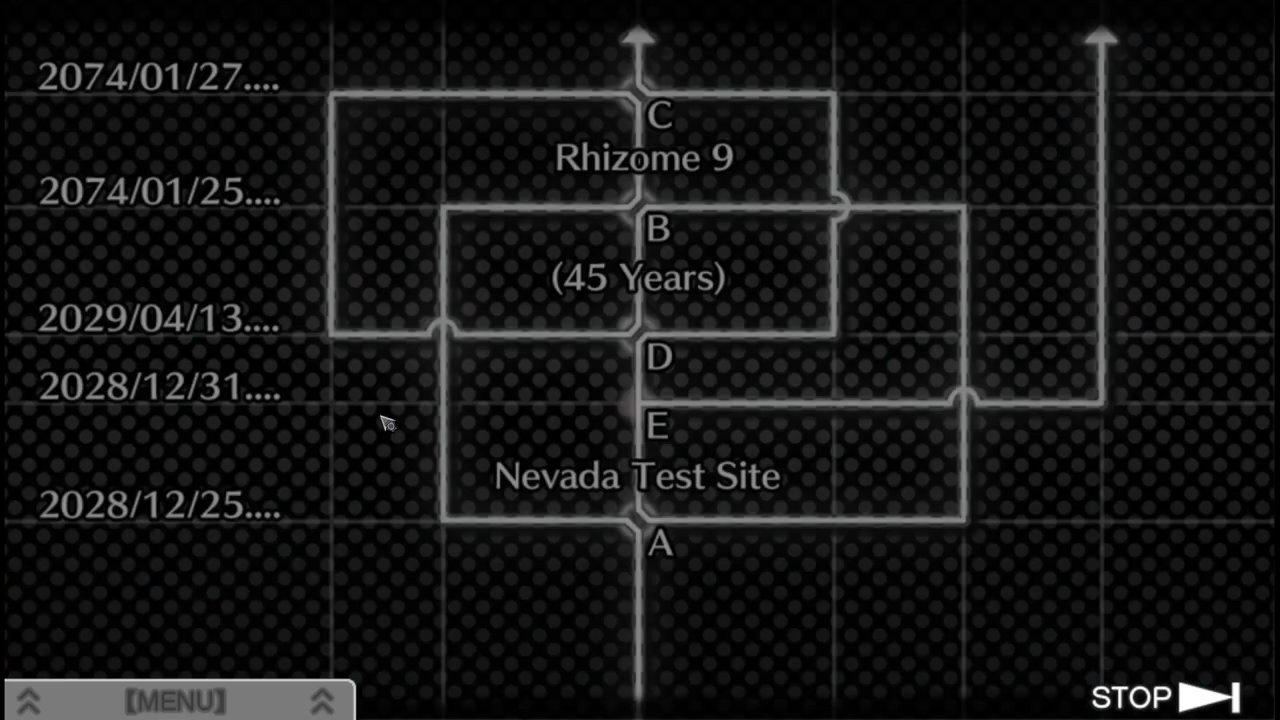 2074/01/27....
C
Rhizome 9
2074/01/25....
B
(45 Years)
2029/04/13....
D
2028/12/31....
E
Nevada Test Site
2028/12/25....
A
【MENU】
STOP